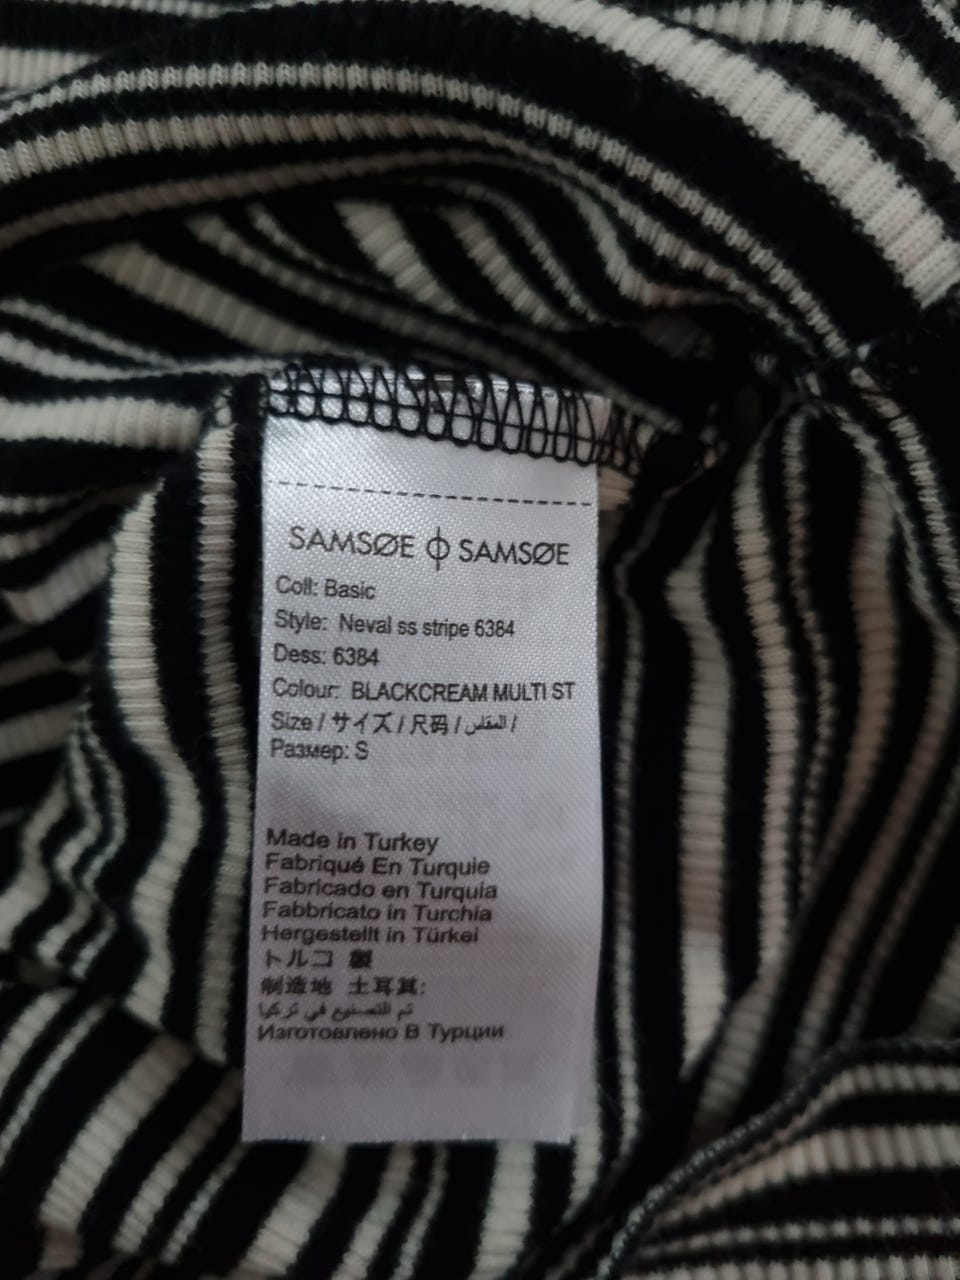 SAMSØE ϕ SAMSØE
Coll: Basic
Style: Neval ss stripe 6384
Dess: 6384
Colour: BLACKCREAM MULTI ST
Size / サイズ / 尺码 / المقاس /
Размер: S
Made in Turkey
Fabriqué En Turquie
Fabricado en Turquía
Fabbricato in Turchia
Hergestellt in Türkei
トルコ 製
制造地 土耳其:
تم التصنيع في تركيا
Изготовлено В Турции